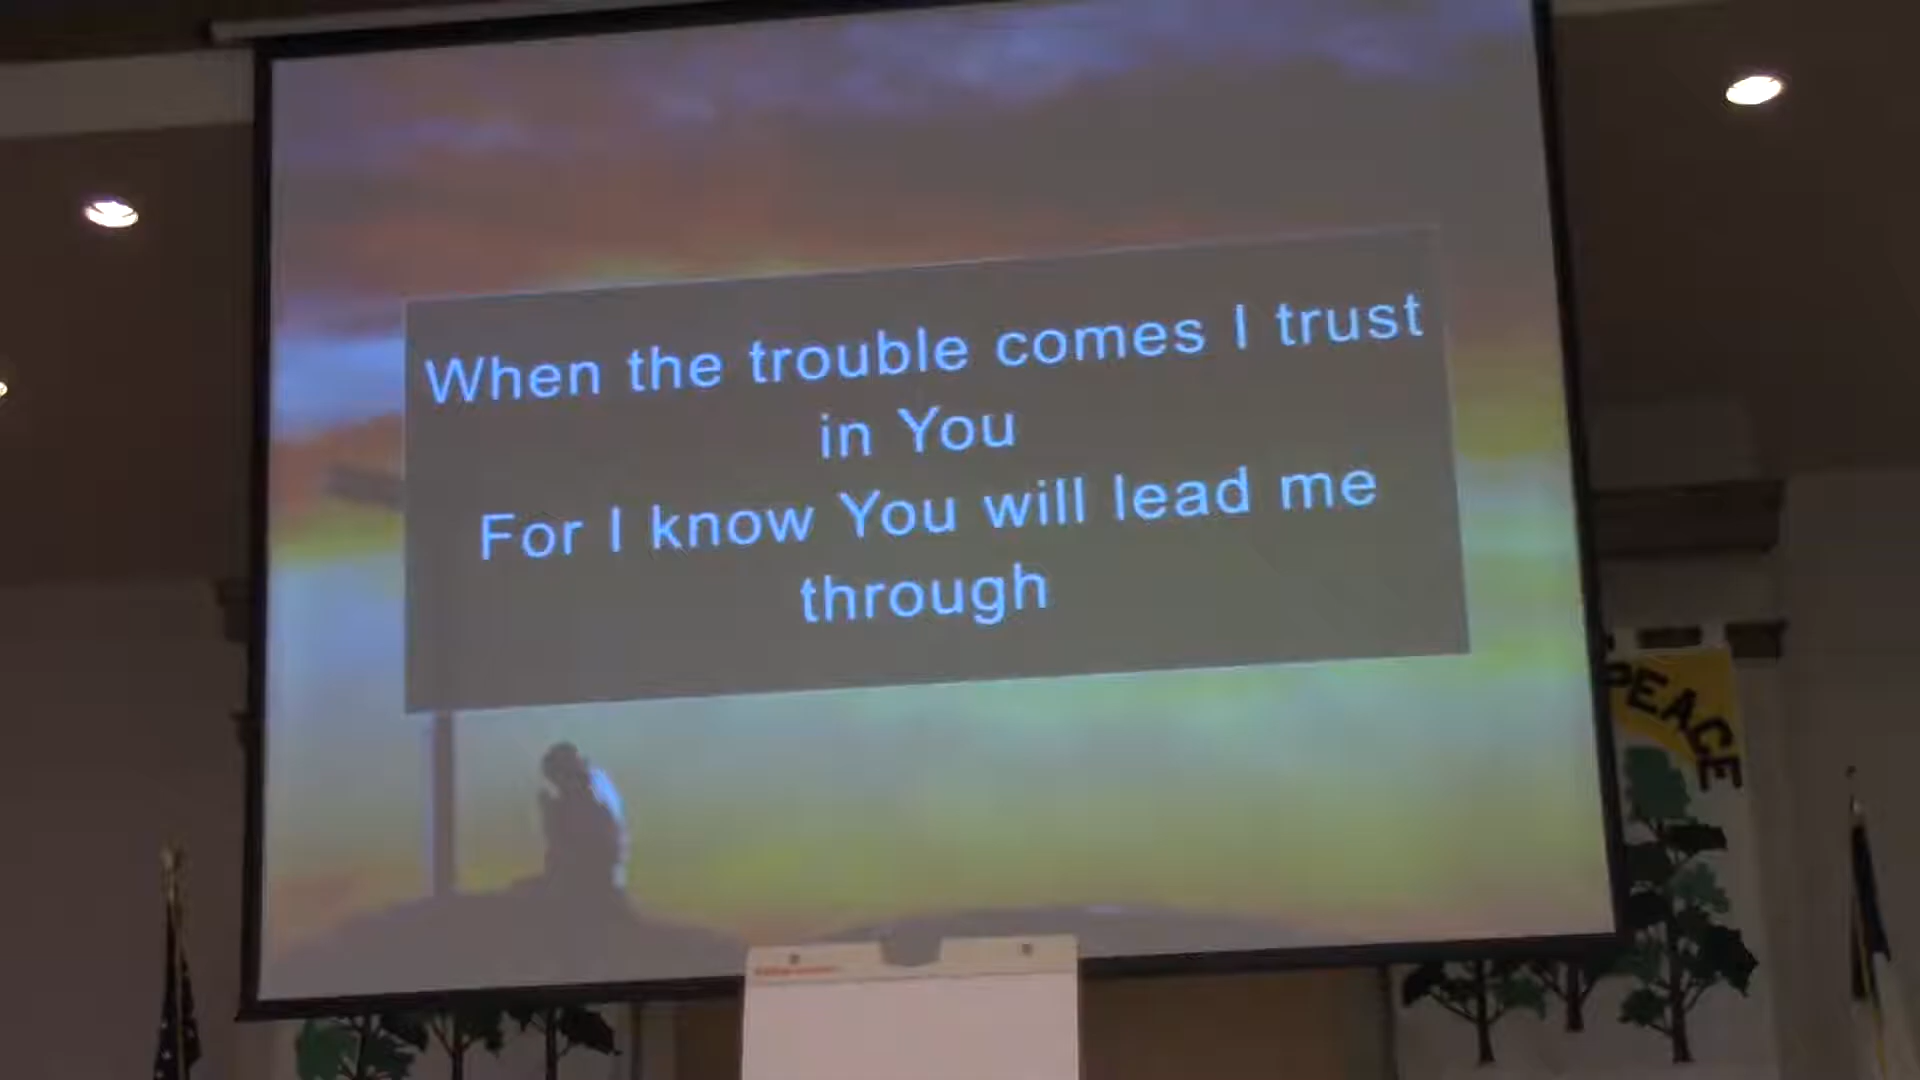 When the trouble comes I trust
in You
For I know You will lead me
through
PEACE